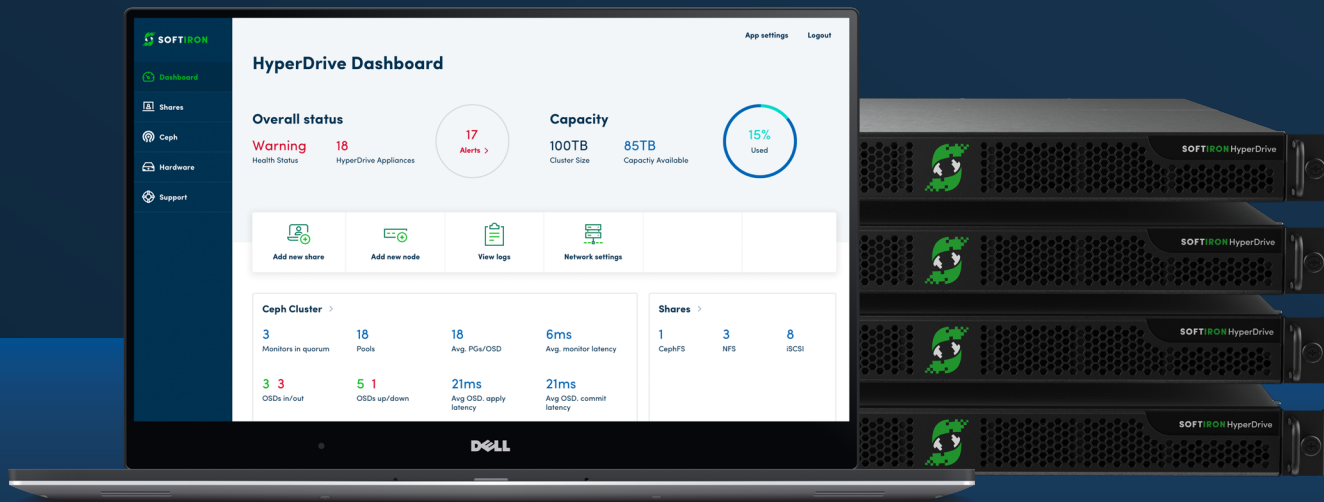 SOFTIRON
Dashboard
Shares
Ceph
Hardware
Support
App settings Logout
HyperDrive Dashboard
Overall status
Warning
Health Status
18
HyperDrive Appliances
17
Alerts >
Capacity
100TB
Cluster Size
85TB
Capactiy Available
15%
Used
Add new share
Add new node
View logs
Network settings
Ceph Cluster >
3
Monitors in quorum
18
Pools
18
Avg. PGs/OSD
6ms
Avg. monitor latency
3 3
OSDs in/out
5 1
OSDs up/down
21ms
Avg OSD. apply
latency
21ms
Avg OSD. commit
latency
Shares >
1
CephFS
3
NFS
8
iSCSI
DELL
SOFTIRON HyperDrive
SOFTIRON HyperDrive
SOFTIRON HyperDrive
SOFTIRON HyperDrive